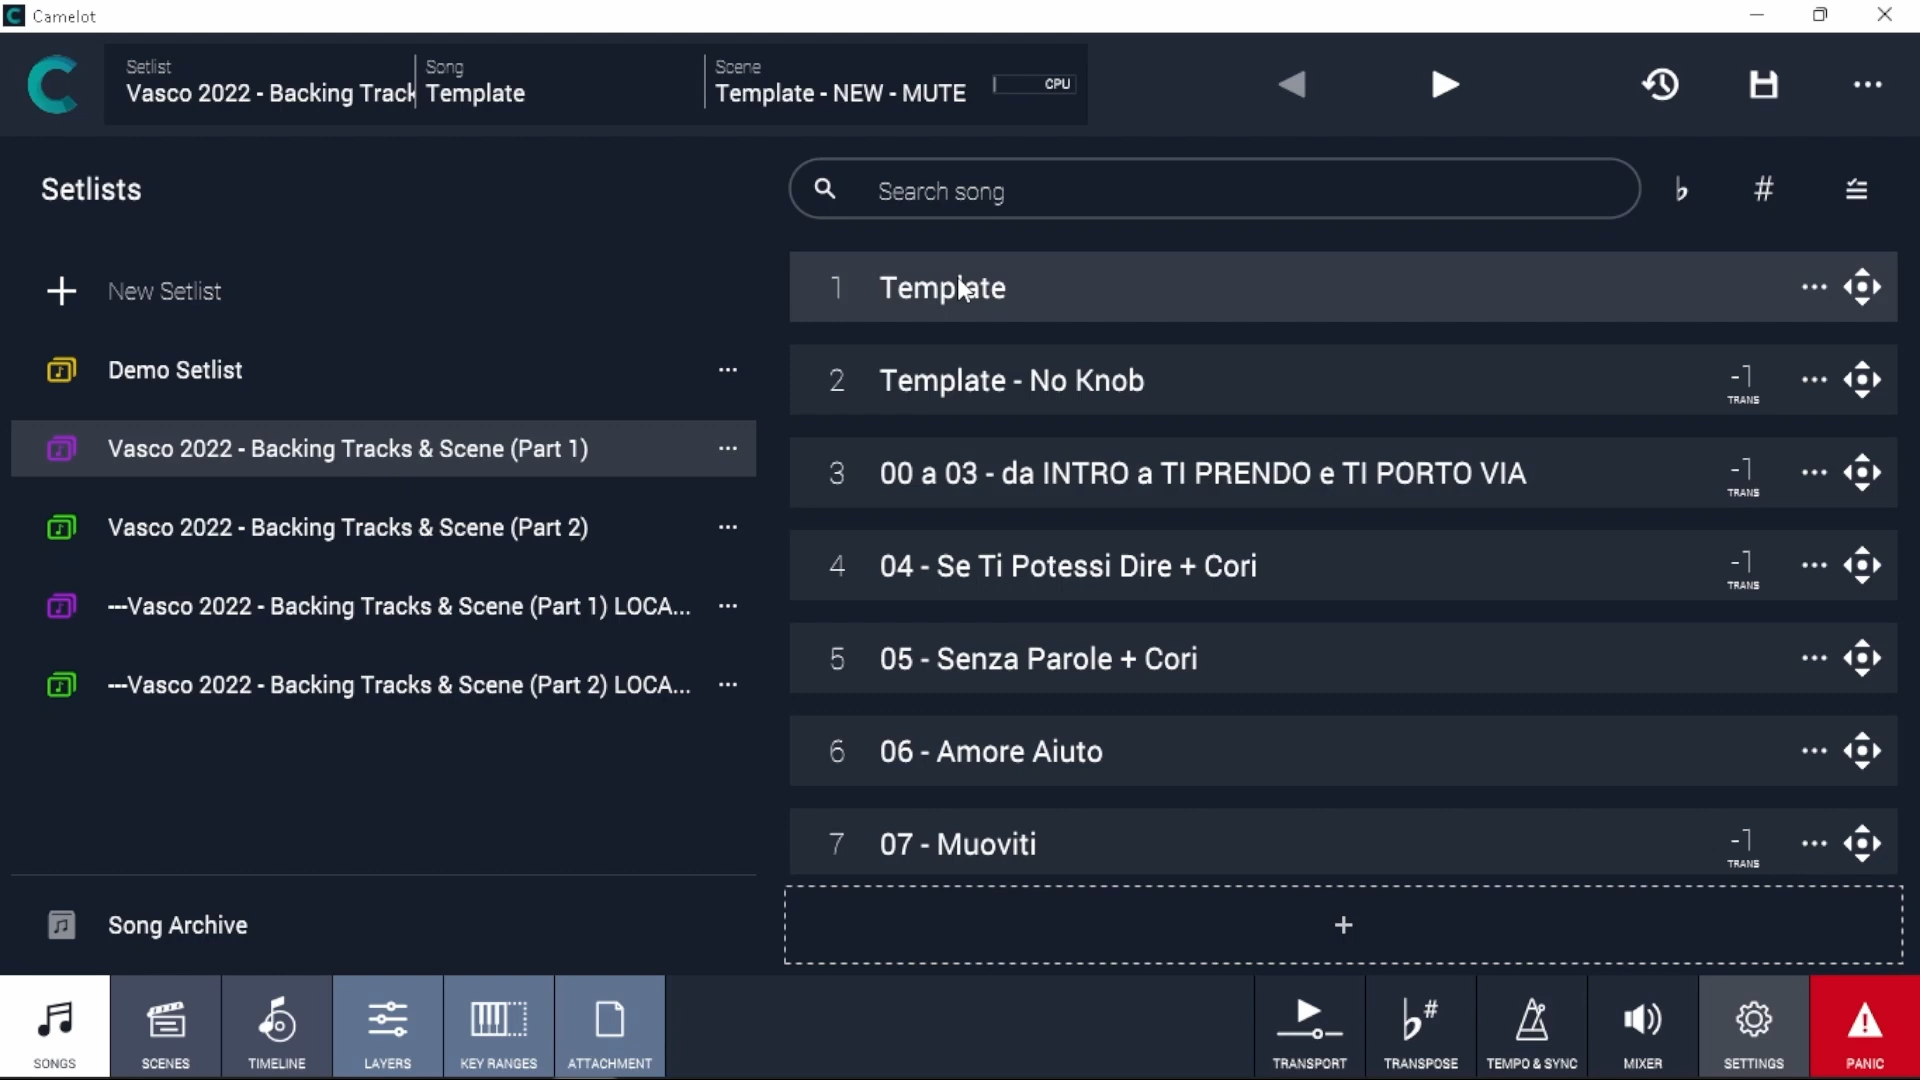 Camelot
Setlist
Vasco 2022 - Backing Track
Song
Template
Scene
Template - NEW - MUTE
CPU
Setlists
Search song
♭ #
New Setlist
Demo Setlist
Vasco 2022 - Backing Tracks & Scene (Part 1)
Vasco 2022 - Backing Tracks & Scene (Part 2)
---Vasco 2022 - Backing Tracks & Scene (Part 1) LOCA...
---Vasco 2022 - Backing Tracks & Scene (Part 2) LOCA...
Song Archive
1 Template
2 Template - No Knob -1 TRANS
3 00 a 03 - da INTRO a TI PRENDO e TI PORTO VIA -1 TRANS
4 04 - Se Ti Potessi Dire + Cori -1 TRANS
5 05 - Senza Parole + Cori
6 06 - Amore Aiuto
7 07 - Muoviti -1 TRANS
+
SONGS SCENES TIMELINE LAYERS KEY RANGES ATTACHMENT TRANSPORT TRANSPOSE TEMPO & SYNC MIXER SETTINGS PANIC